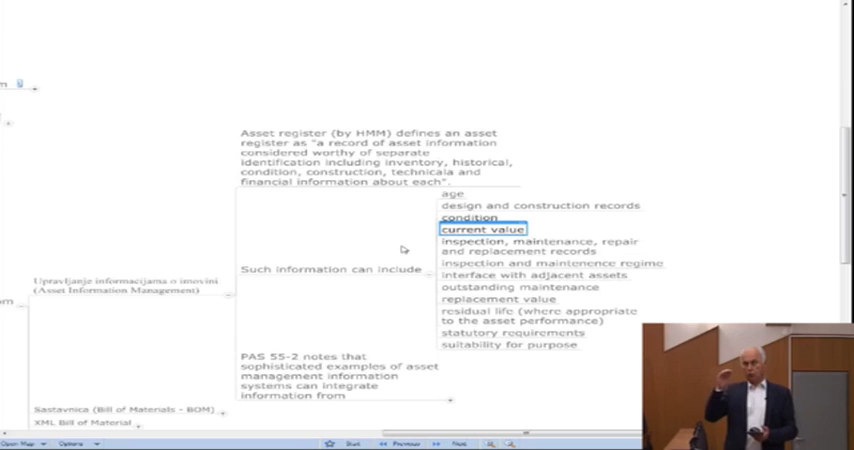 m
Asset register (by HMM) defines an asset
register as "a record of asset information
considered worthy of separate
identification including inventory, historical,
condition, construction, technicala and
financial information about each".
age
design and construction records
condition
current value
inspection, maintenance, repair
and replacement records
Such information can include
inspection and maintenence regime
interface with adjacent assets
outstanding maintenance
replacement value
residual life (where appropriate
to the asset performance)
statutory requirements
suitability for purpose
Upravljanje informacijama o imovini
(Asset Information Management)
om
PAS 55-2 notes that
sophisticated examples of asset
management information
systems can integrate
information from
Sastavnica (Bill of Materials - BOM)
XML Bill of Material
Open Map
Options
Start
Previous
Next